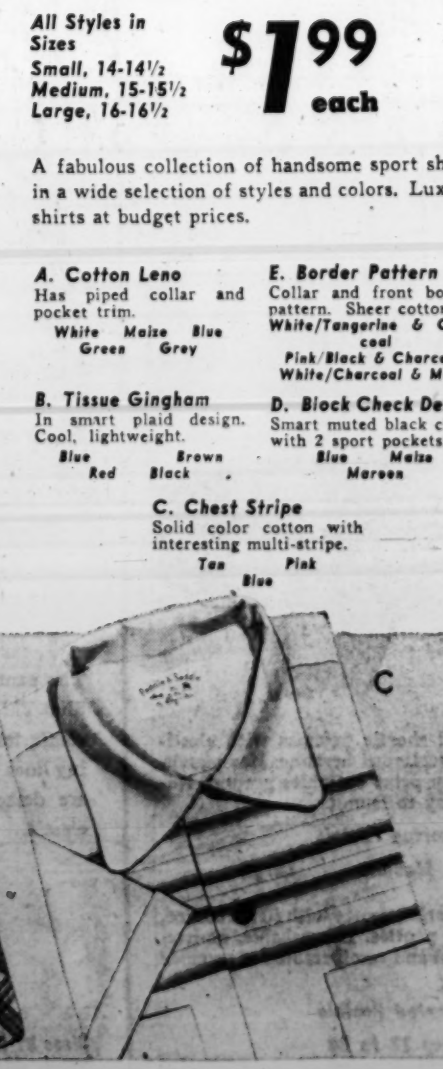 All Styles in
Sizes
Small, 14-14½
Medium, 15-15½
Large, 16-16½
$1.99
each
A fabulous collection of handsome sport sh
in a wide selection of styles and colors. Lux
shirts at budget prices.
A. Cotton Leno
Has piped collar and
pocket trim.
White Maize Blue
Green Grey
B. Tissue Gingham
In smart plaid design.
Cool, lightweight.
Blue Brown
Red Black
E. Border Pattern
Collar and front bo
pattern. Sheer cotton
White/Tangerine & C
coal
Pink/Black & Charco
White/Charcoal & M
D. Block Check De
Smart muted black c
with 2 sport pockets
Blue Maize
Maroon
C. Chest Stripe
Solid color cotton with
interesting multi-stripe.
Tan Pink
Blue
C